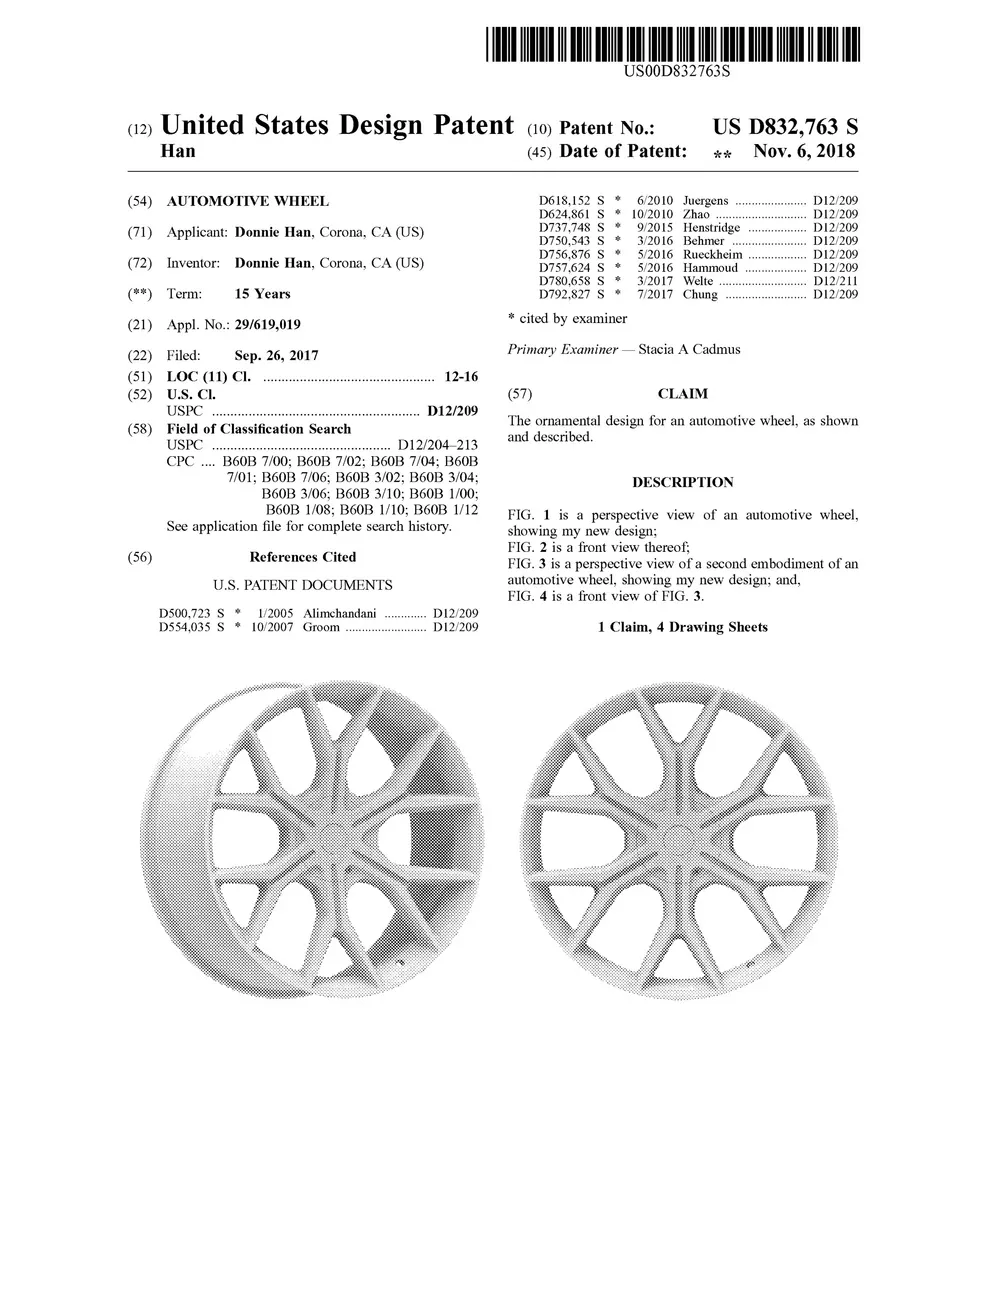 US00D832763S
(12) United States Design Patent
Han
(10) Patent No.: US D832,763 S
(45) Date of Patent: ** Nov. 6, 2018
(54) AUTOMOTIVE WHEEL
(71) Applicant: Donnie Han, Corona, CA (US)
(72) Inventor: Donnie Han, Corona, CA (US)
(**) Term: 15 Years
(21) Appl. No.: 29/619,019
(22) Filed: Sep. 26, 2017
(51) LOC (11) Cl. ............................................... 12-16
(52) U.S. Cl.
USPC ......................................................... D12/209
(58) Field of Classification Search
USPC ................................................. D12/204–213
CPC .... B60B 7/00; B60B 7/02; B60B 7/04; B60B
7/01; B60B 7/06; B60B 3/02; B60B 3/04;
B60B 3/06; B60B 3/10; B60B 1/00;
B60B 1/08; B60B 1/10; B60B 1/12
See application file for complete search history.
(56) References Cited
U.S. PATENT DOCUMENTS
D500,723 S * 1/2005 Alimchandani ............. D12/209
D554,035 S * 10/2007 Groom ......................... D12/209
D618,152 S * 6/2010 Juergens ...................... D12/209
D624,861 S * 10/2010 Zhao ............................ D12/209
D737,748 S * 9/2015 Henstridge .................. D12/209
D750,543 S * 3/2016 Behmer ....................... D12/209
D756,876 S * 5/2016 Rueckheim .................. D12/209
D757,624 S * 5/2016 Hammoud ................... D12/209
D780,658 S * 3/2017 Welte ........................... D12/211
D792,827 S * 7/2017 Chung ......................... D12/209
* cited by examiner
Primary Examiner — Stacia A Cadmus
(57) CLAIM
The ornamental design for an automotive wheel, as shown
and described.
DESCRIPTION
FIG. 1 is a perspective view of an automotive wheel,
showing my new design;
FIG. 2 is a front view thereof;
FIG. 3 is a perspective view of a second embodiment of an
automotive wheel, showing my new design; and,
FIG. 4 is a front view of FIG. 3.
1 Claim, 4 Drawing Sheets